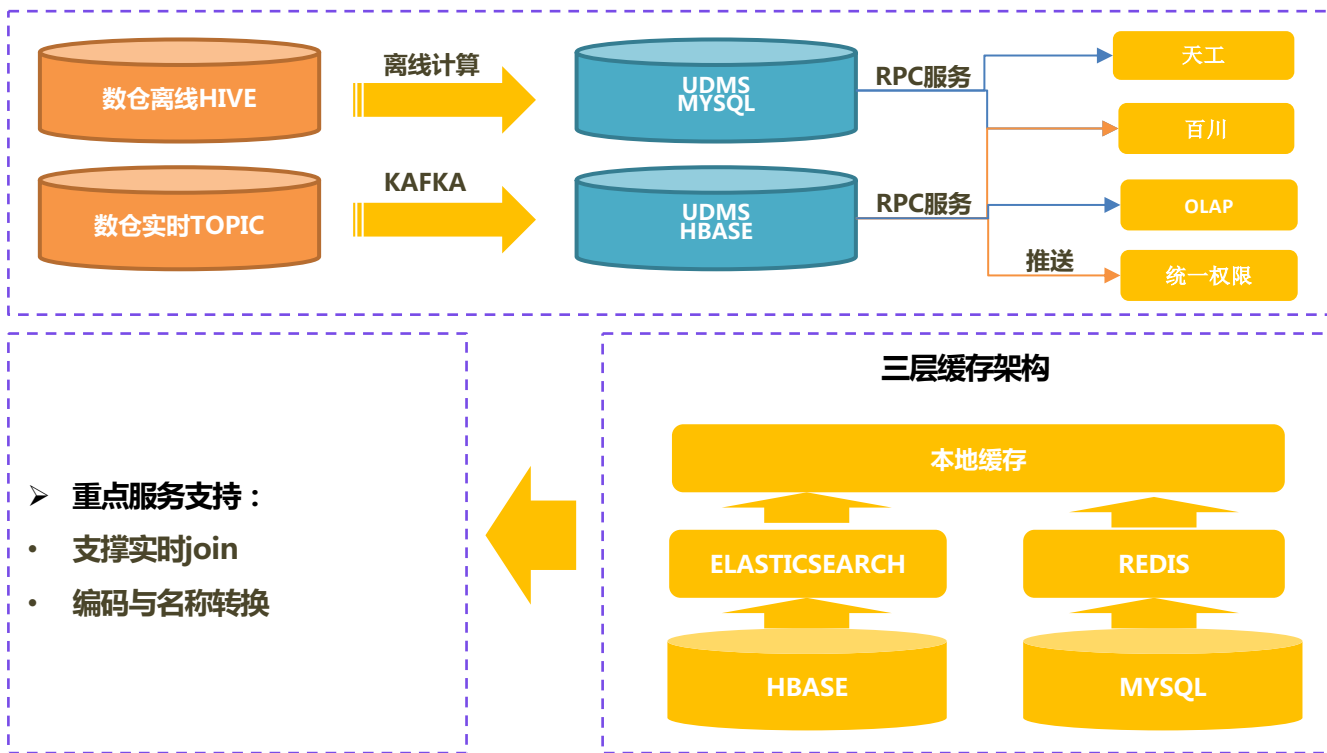 数仓离线HIVE
离线计算
UDMS
MYSQL
RPC服务
天工
百川
数仓实时TOPIC
KAFKA
UDMS
HBASE
RPC服务
OLAP
推送
统一权限
➢ 重点服务支持：
• 支撑实时join
• 编码与名称转换
三层缓存架构
本地缓存
ELASTICSEARCH
REDIS
HBASE
MYSQL